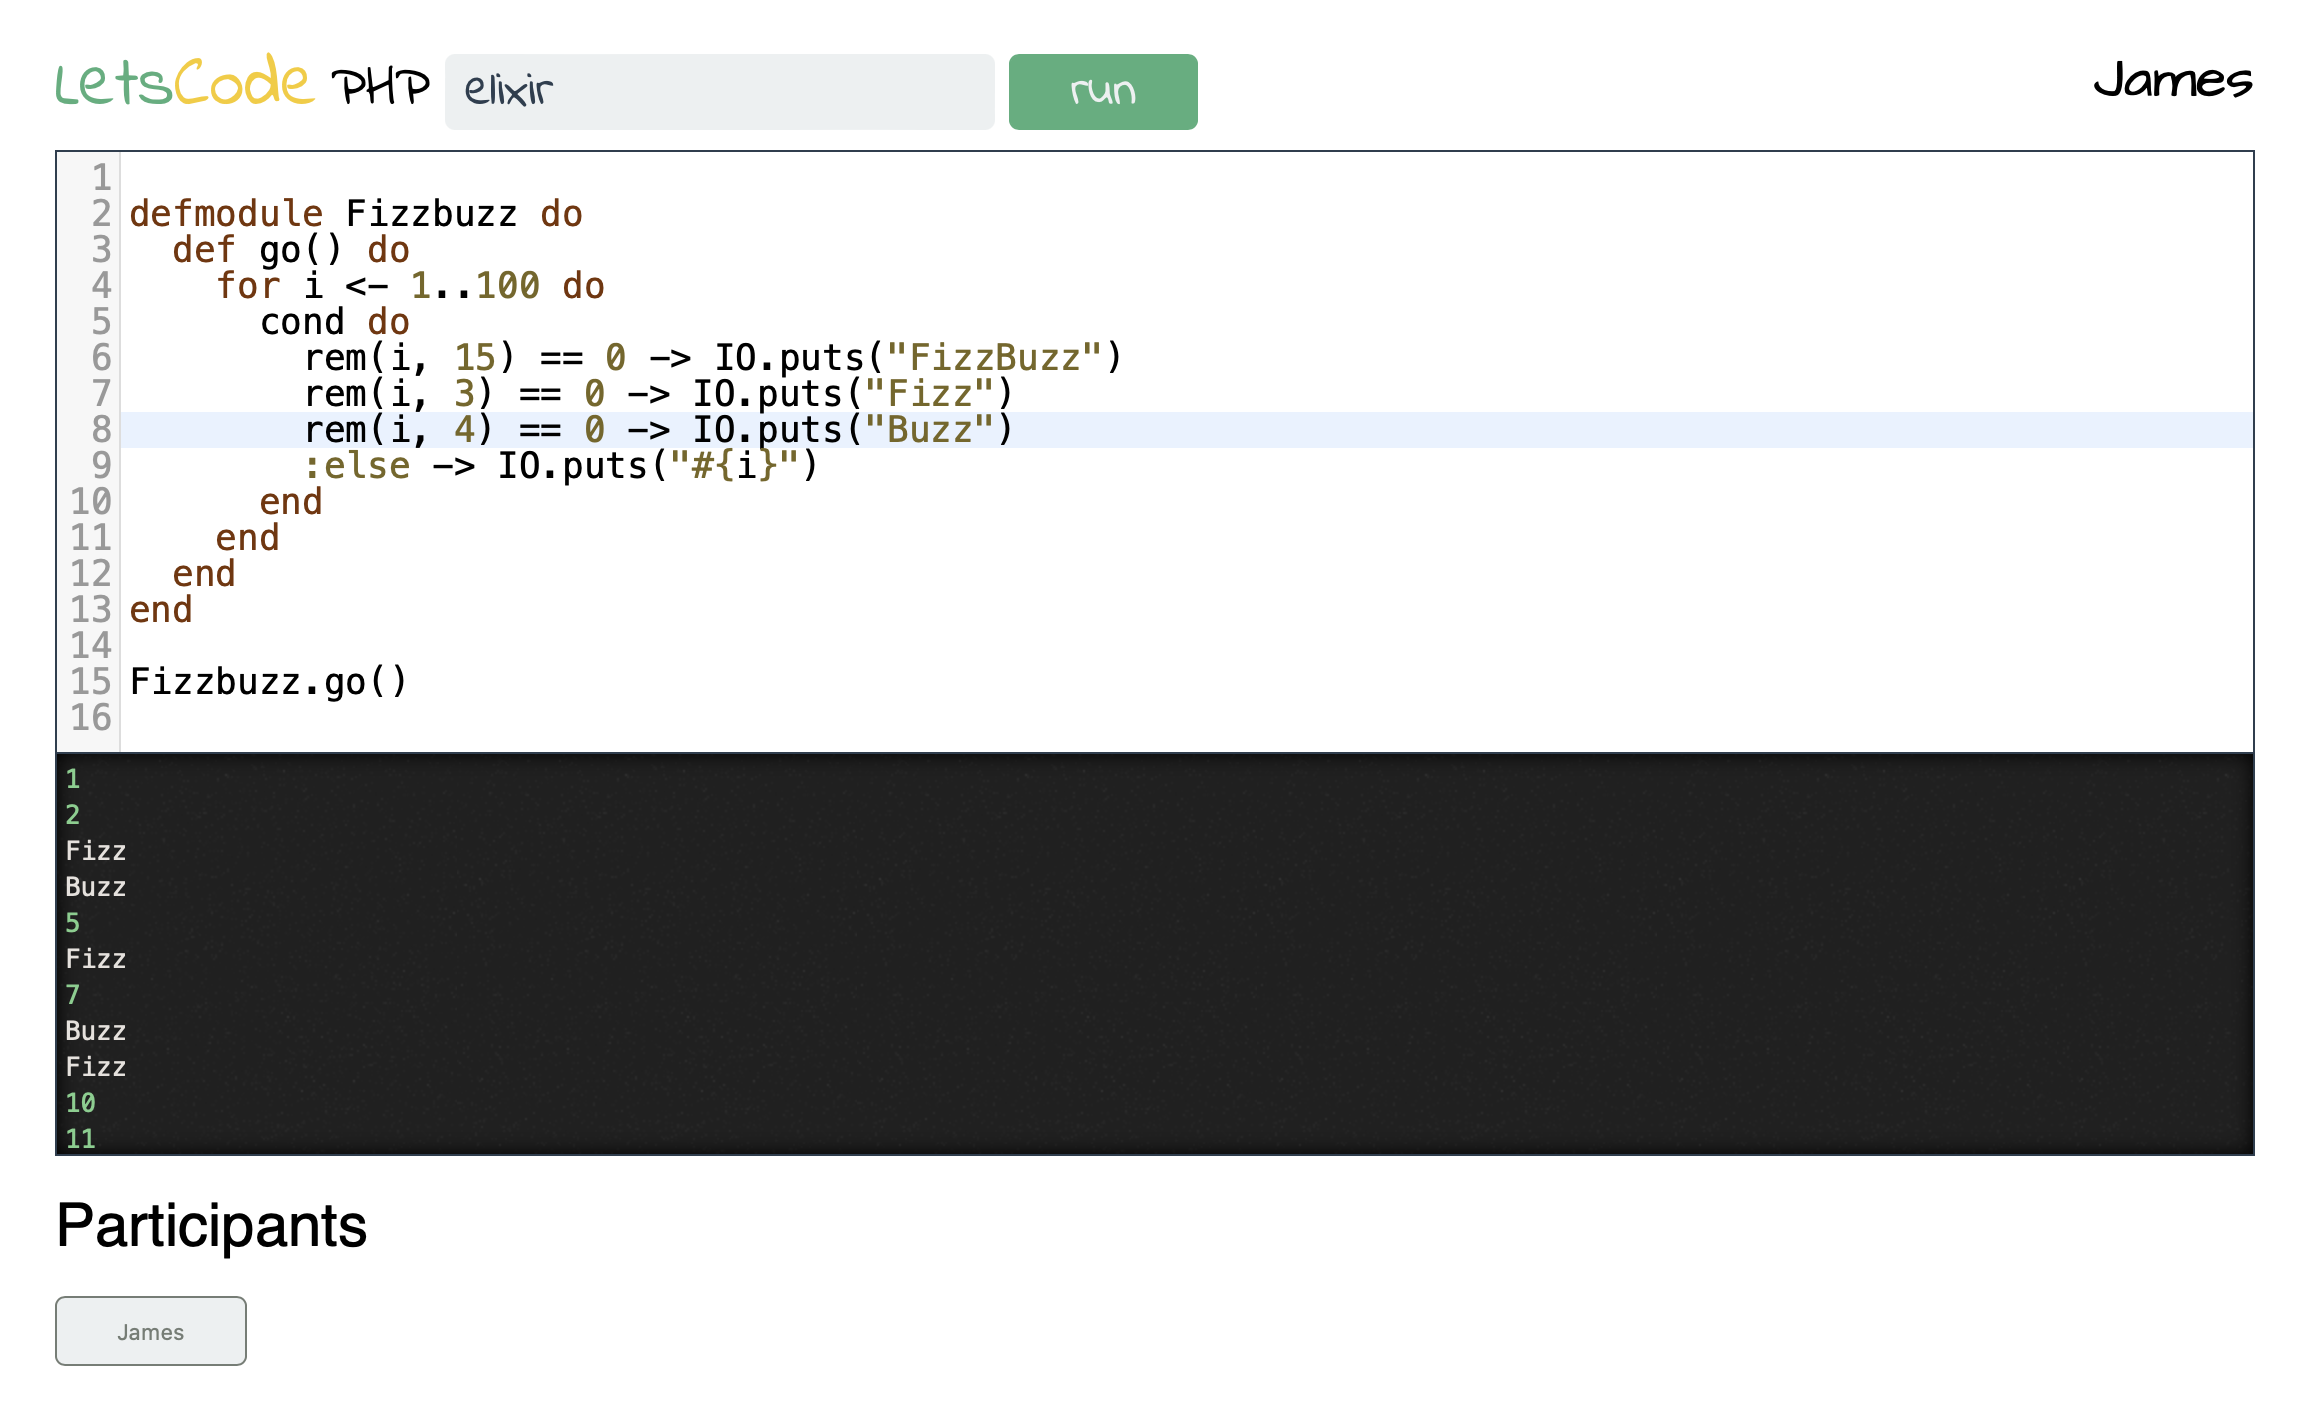 LetsCode PHP elixir run James
1
2 defmodule Fizzbuzz do
3   def go() do
4     for i <- 1..100 do
5       cond do
6         rem(i, 15) == 0 -> IO.puts("FizzBuzz")
7         rem(i, 3) == 0 -> IO.puts("Fizz")
8         rem(i, 4) == 0 -> IO.puts("Buzz")
9         :else -> IO.puts("#{i}")
10       end
11     end
12   end
13 end
14
15 Fizzbuzz.go()
16
1
2
Fizz
Buzz
5
Fizz
7
Buzz
Fizz
10
11
Participants
James